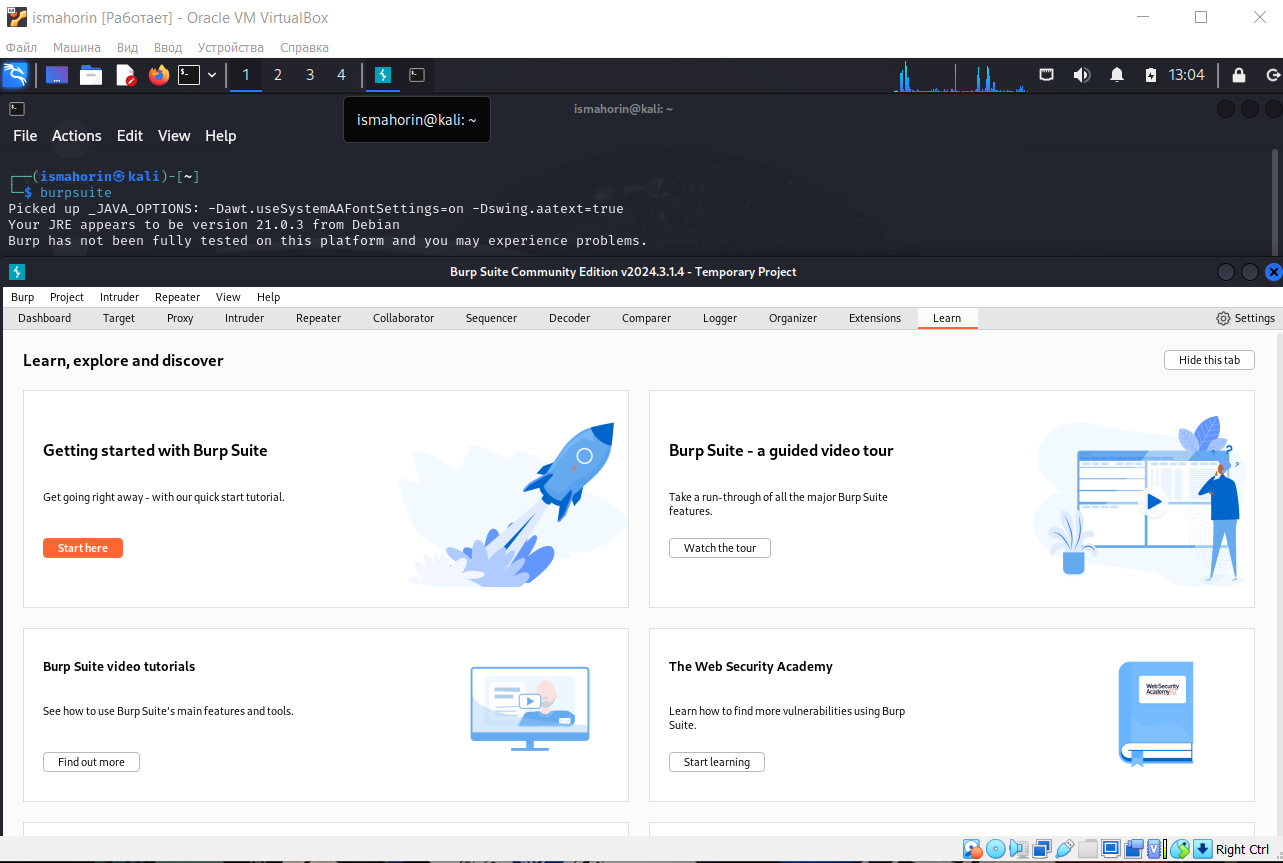 ismahorin [Работает] - Oracle VM VirtualBox
Файл Машина Вид Ввод Устройства Справка
1 2 3 4 13:04
ismahorin@kali: ~
ismahorin@kali: ~
File Actions Edit View Help
┌──(ismahorin㉿kali)-[~]
└─$ burpsuite
Picked up _JAVA_OPTIONS: -Dawt.useSystemAAFontSettings=on -Dswing.aatext=true
Your JRE appears to be version 21.0.3 from Debian
Burp has not been fully tested on this platform and you may experience problems.
Burp Suite Community Edition v2024.3.1.4 - Temporary Project
Burp Project Intruder Repeater View Help
Dashboard Target Proxy Intruder Repeater Collaborator Sequencer Decoder Comparer Logger Organizer Extensions Learn Settings
Learn, explore and discover
Hide this tab
Getting started with Burp Suite
Get going right away - with our quick start tutorial.
Start here
Burp Suite - a guided video tour
Take a run-through of all the major Burp Suite
features.
Watch the tour
Burp Suite video tutorials
See how to use Burp Suite's main features and tools.
Find out more
The Web Security Academy
Learn how to find more vulnerabilities using Burp
Suite.
Start learning
WebSecurity
Academy
Right Ctrl